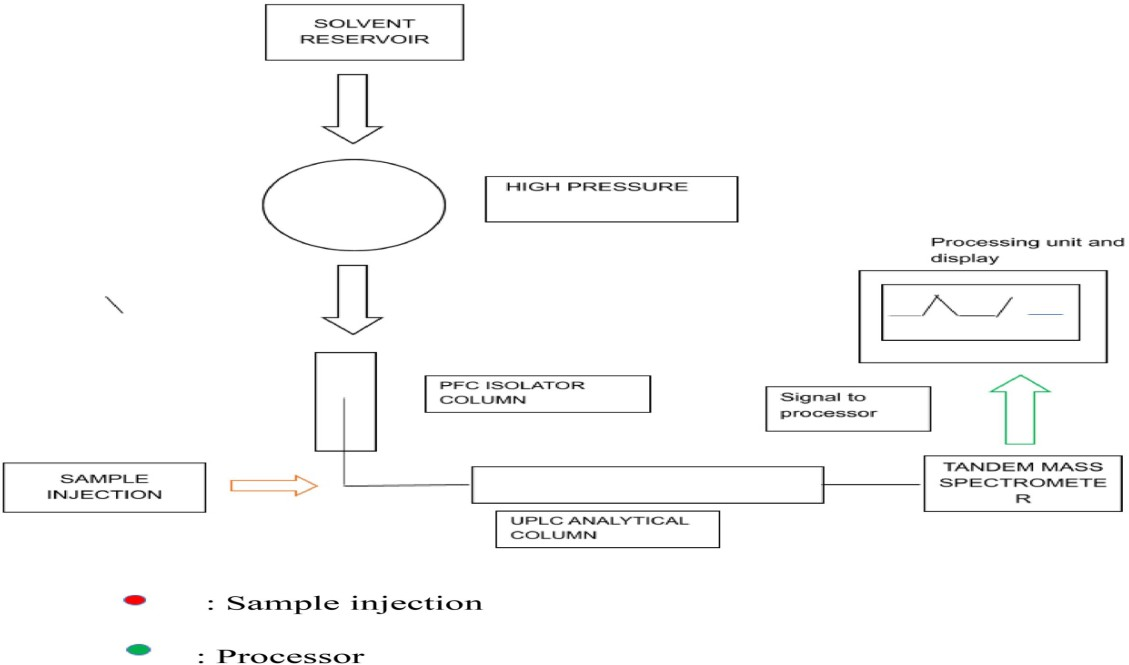 SOLVENT
RESERVOIR
HIGH PRESSURE
Processing unit and
display
PFC ISOLATOR
COLUMN
Signal to
processor
SAMPLE
INJECTION
TANDEM MASS
SPECTROMETE
R
UPLC ANALYTICAL
COLUMN
: Sample injection
: Processor